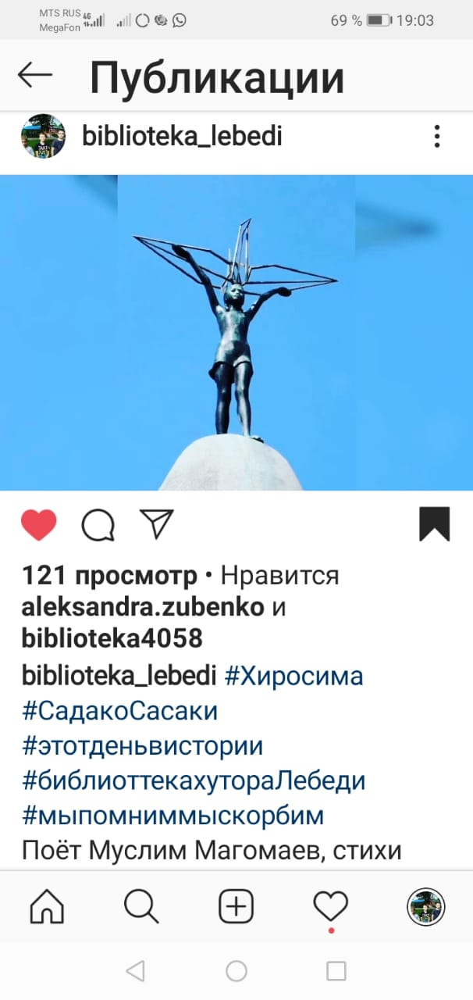 MTS RUS 4G
MegaFon
69 % 19:03
Публикации
biblioteka_lebedi
121 просмотр • Нравится
aleksandra.zubenko и
biblioteka4058
biblioteka_lebedi #Хиросима
#СадакоСасаки
#этотденьвистории
#библиоттекахутораЛебеди
#мыпомниммыскорбим
Поёт Муслим Магомаев, стихи